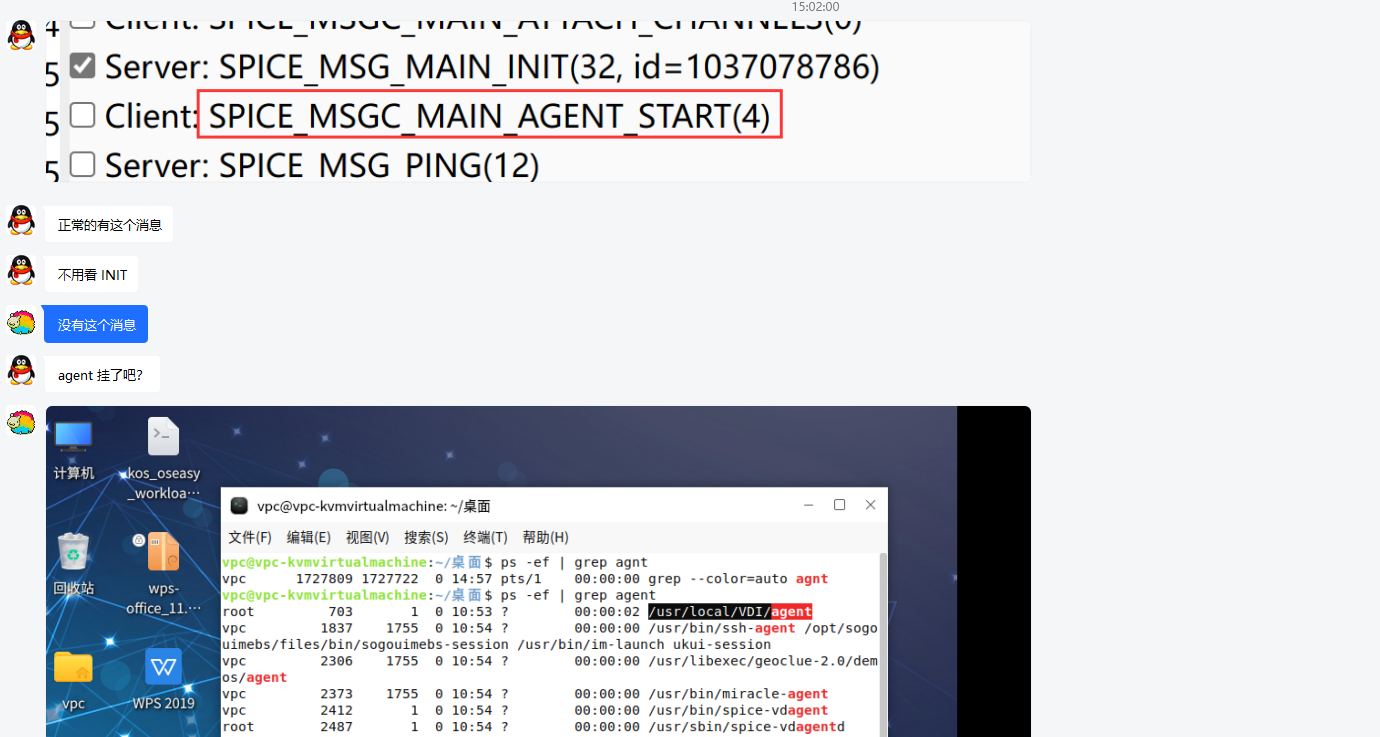 15:02:00
4 Client: SPICE_MSGC_MAIN_ATTACH_CHANNELS(0)
5 Server: SPICE_MSG_MAIN_INIT(32, id=1037078786)
5 Client: SPICE_MSGC_MAIN_AGENT_START(4)
5 Server: SPICE_MSG_PING(12)
正常的有这个消息
不用看 INIT
没有这个消息
agent 挂了吧?
计算机
kos_oseasy
_workloa…
回收站
wps-
office_11.…
vpc
WPS 2019
vpc@vpc-kvmvirtualmachine: ~/桌面
文件(F) 编辑(E) 视图(V) 搜索(S) 终端(T) 帮助(H)
vpc@vpc-kvmvirtualmachine:~/桌面$ ps -ef | grep agnt
vpc 1727809 1727722 0 14:57 pts/1 00:00:00 grep --color=auto agnt
vpc@vpc-kvmvirtualmachine:~/桌面$ ps -ef | grep agent
root 703 1 0 10:53 ? 00:00:02 /usr/local/VDI/agent
vpc 1837 1755 0 10:54 ? 00:00:00 /usr/bin/ssh-agent /opt/sogo
uimebs/files/bin/sogouimebs-session /usr/bin/im-launch ukui-session
vpc 2306 1755 0 10:54 ? 00:00:00 /usr/libexec/geoclue-2.0/dem
os/agent
vpc 2373 1755 0 10:54 ? 00:00:00 /usr/bin/miracle-agent
vpc 2412 1 0 10:54 ? 00:00:00 /usr/bin/spice-vdagent
root 2487 1 0 10:54 ? 00:00:00 /usr/sbin/spice-vdagentd